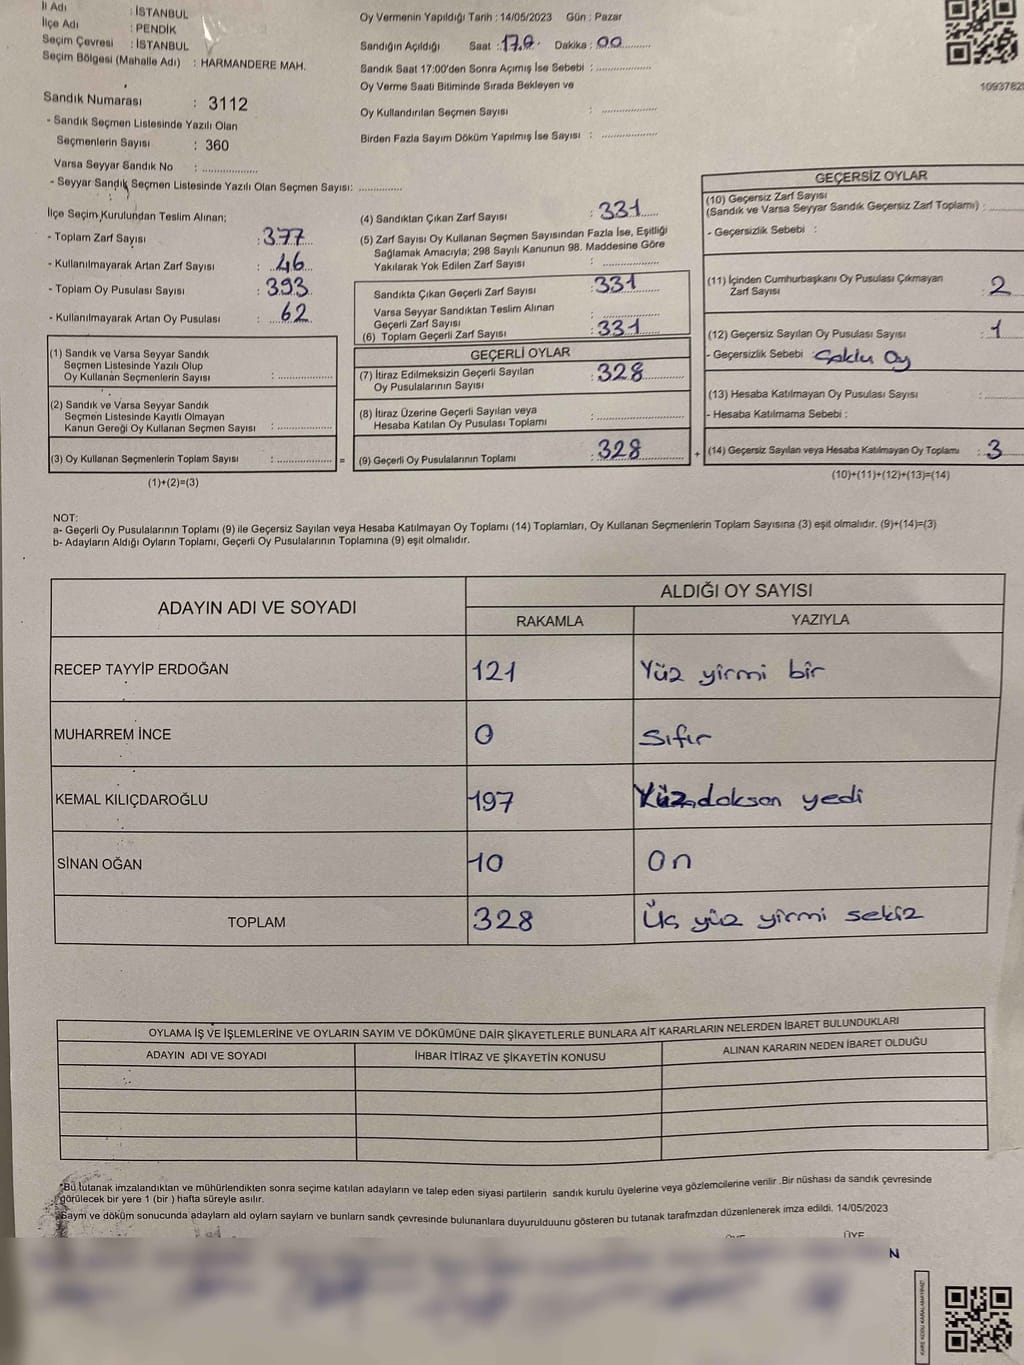 İl Adı : İSTANBUL
İlçe Adı : PENDİK
Seçim Çevresi : İSTANBUL
Seçim Bölgesi (Mahalle Adı) : HARMANDERE MAH.
Sandık Numarası : 3112
- Sandık Seçmen Listesinde Yazılı Olan
Seçmenlerin Sayısı : 360
Varsa Seyyar Sandık No : ..................
- Seyyar Sandık Seçmen Listesinde Yazılı Olan Seçmen Sayısı: .............
Oy Vermenin Yapıldığı Tarih : 14/05/2023 Gün : Pazar
Sandığın Açıldığı Saat : 17.0. Dakika : 00
Sandık Saat 17:00'den Sonra Açımış İse Sebebi : ..................
Oy Verme Saati Bitiminde Sırada Bekleyen ve
Oy Kullandırılan Seçmen Sayısı : ..................
Birden Fazla Sayım Döküm Yapılmış İse Sayısı : ..................
1093782
İlçe Seçim Kurulundan Teslim Alınan;
- Toplam Zarf Sayısı : 377
- Kullanılmayarak Artan Zarf Sayısı : 46
- Toplam Oy Pusulası Sayısı : 393
- Kullanılmayarak Artan Oy Pusulası : 62
(1) Sandık ve Varsa Seyyar Sandık
Seçmen Listesinde Yazılı Olup
Oy Kullanan Seçmenlerin Sayısı : ..................
(2) Sandık ve Varsa Seyyar Sandık
Seçmen Listesinde Kayıtlı Olmayan
Kanun Gereği Oy Kullanan Seçmen Sayısı : ..................
(3) Oy Kullanan Seçmenlerin Toplam Sayısı : ..................
(1)+(2)=(3)
(4) Sandıktan Çıkan Zarf Sayısı : 331
(5) Zarf Sayısı Oy Kullanan Seçmen Sayısından Fazla İse, Eşitliği
Sağlamak Amacıyla; 298 Sayılı Kanunun 98. Maddesine Göre
Yakılarak Yok Edilen Zarf Sayısı : ..................
Sandıkta Çıkan Geçerli Zarf Sayısı : 331
Varsa Seyyar Sandıktan Teslim Alınan
Geçerli Zarf Sayısı : ..................
(6) Toplam Geçerli Zarf Sayısı : 331
GEÇERLİ OYLAR
(7) İtiraz Edilmeksizin Geçerli Sayılan
Oy Pusulalarının Sayısı : 328
(8) İtiraz Üzerine Geçerli Sayılan veya
Hesaba Katılan Oy Pusulası Toplamı : ..................
= (9) Geçerli Oy Pusulalarının Toplamı : 328
GEÇERSİZ OYLAR
(10) Geçersiz Zarf Sayısı
(Sandık ve Varsa Seyyar Sandık Geçersiz Zarf Toplamı) : ........
- Geçersizlik Sebebi :
(11) İçinden Cumhurbaşkanı Oy Pusulası Çıkmayan
Zarf Sayısı : 2
(12) Geçersiz Sayılan Oy Pusulası Sayısı : 1
- Geçersizlik Sebebi Çoklu Oy
(13) Hesaba Katılmayan Oy Pusulası Sayısı : ........
- Hesaba Katılmama Sebebi :
+ (14) Geçersiz Sayılan veya Hesaba Katılmayan Oy Toplamı : 3
(10)+(11)+(12)+(13)=(14)
NOT:
a- Geçerli Oy Pusulalarının Toplamı (9) ile Geçersiz Sayılan veya Hesaba Katılmayan Oy Toplamı (14) Toplamları, Oy Kullanan Seçmenlerin Toplam Sayısına (3) eşit olmalıdır. (9)+(14)=(3)
b- Adayların Aldığı Oyların Toplamı, Geçerli Oy Pusulalarının Toplamına (9) eşit olmalıdır.
ADAYIN ADI VE SOYADI ALDIĞI OY SAYISI
RAKAMLA YAZIYLA
RECEP TAYYİP ERDOĞAN 121 Yüz yirmi bir
MUHARREM İNCE 0 Sıfır
KEMAL KILIÇDAROĞLU 197 Yüz doksan yedi
SİNAN OĞAN 10 On
TOPLAM 328 Üç yüz yirmi sekiz
OYLAMA İŞ VE İŞLEMLERİNE VE OYLARIN SAYIM VE DÖKÜMÜNE DAİR ŞİKAYETLERLE BUNLARA AİT KARARLARIN NELERDEN İBARET BULUNDUKLARI
ADAYIN ADI VE SOYADI İHBAR İTİRAZ VE ŞİKAYETİN KONUSU ALINAN KARARIN NEDEN İBARET OLDUĞU
*Bu tutanak imzalandıktan ve mühürlendikten sonra seçime katılan adayların ve talep eden siyasi partilerin sandık kurulu üyelerine veya gözlemcilerine verilir .Bir nüshası da sandık çevresinde
görülecek bir yere 1 (bir ) hafta süreyle asılır.
Saym ve döküm sonucunda adaylarn ald oylarn saylarn ve bunlarn sandk çevresinde bulunanlara duyurulduunu gösteren bu tutanak tarafmzdan düzenlenerek imza edildi. 14/05/2023
ÜYE ÜYE
N